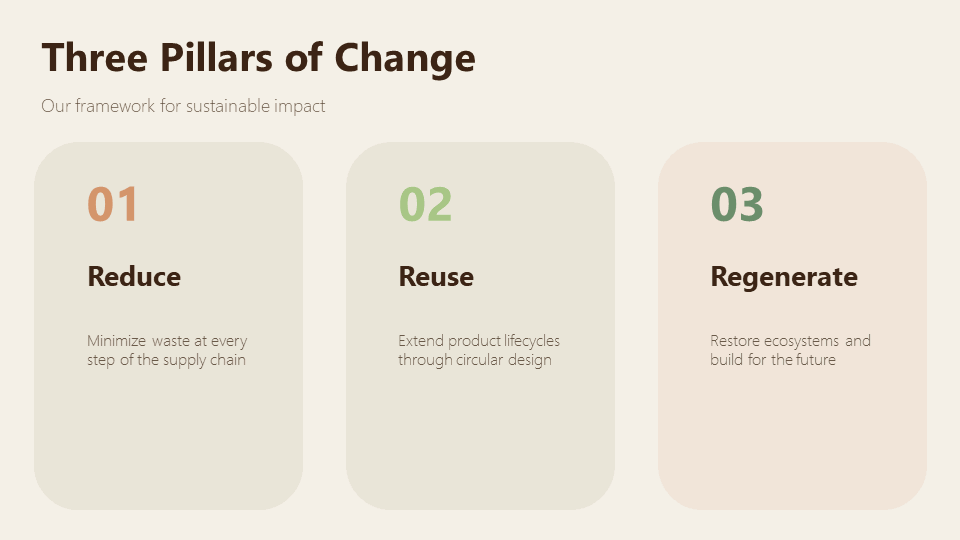 Three Pillars of Change
Our framework for sustainable impact
01
Reduce
Minimize waste at every
step of the supply chain
02
Reuse
Extend product lifecycles
through circular design
03
Regenerate
Restore ecosystems and
build for the future